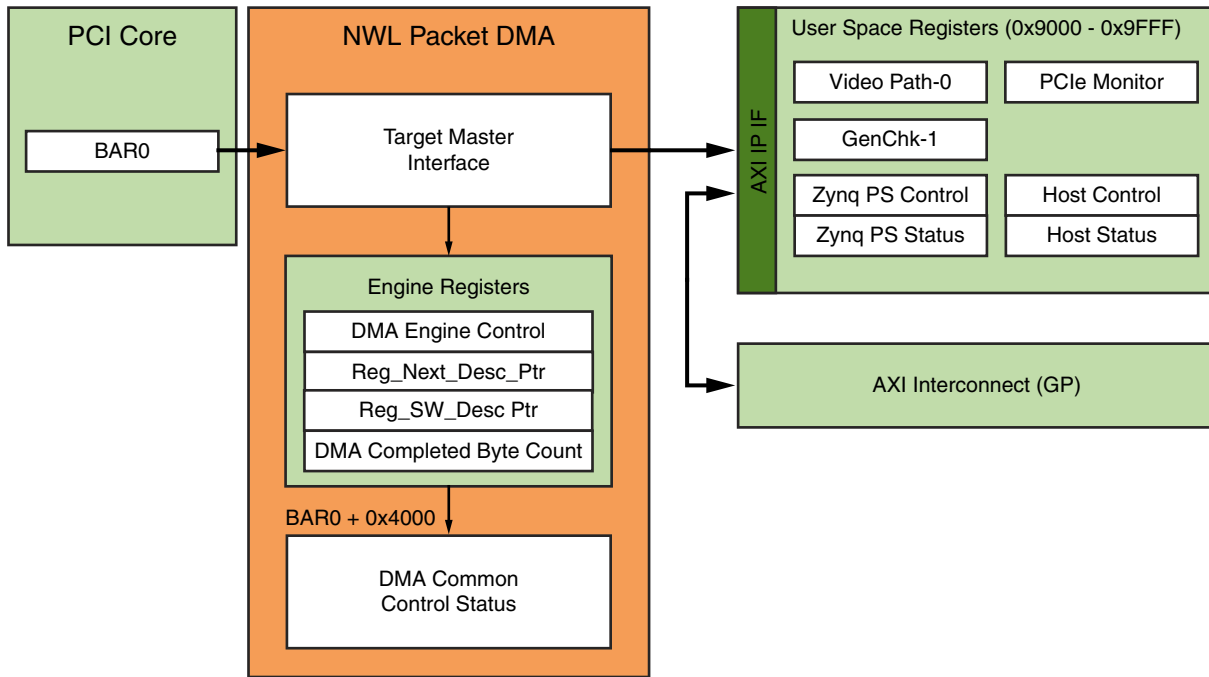 PCI Core
BAR0
NWL Packet DMA
Target Master
Interface
Engine Registers
DMA Engine Control
Reg_Next_Desc_Ptr
Reg_SW_Desc Ptr
DMA Completed Byte Count
BAR0 + 0x4000
DMA Common
Control Status
AXI IP IF
User Space Registers (0x9000 - 0x9FFF)
Video Path-0
PCIe Monitor
GenChk-1
Zynq PS Control
Host Control
Zynq PS Status
Host Status
AXI Interconnect (GP)